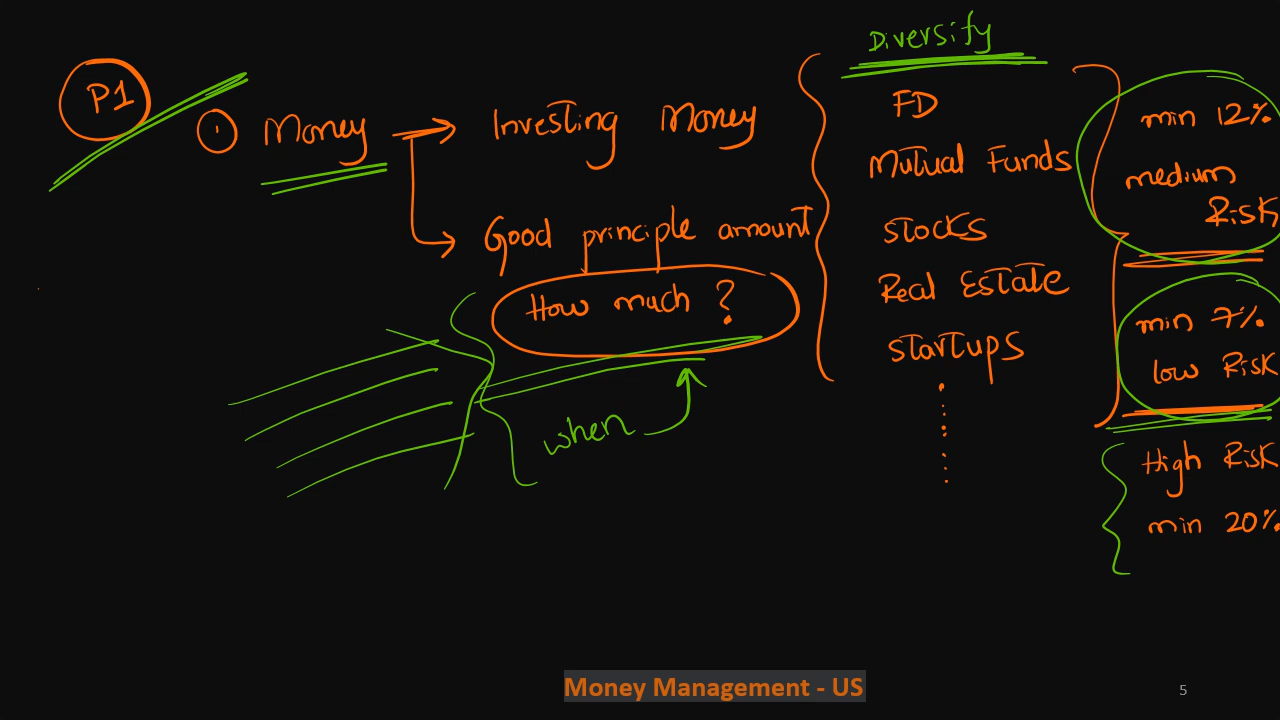 Diversify
P1
1 Money → Investing Money
Good principle amount
How much ?
when
FD
Mutual Funds
Stocks
Real Estate
Startups
min 12%
medium
Risk
min 7%
low Risk
High Risk
min 20%
Money Management - US
5